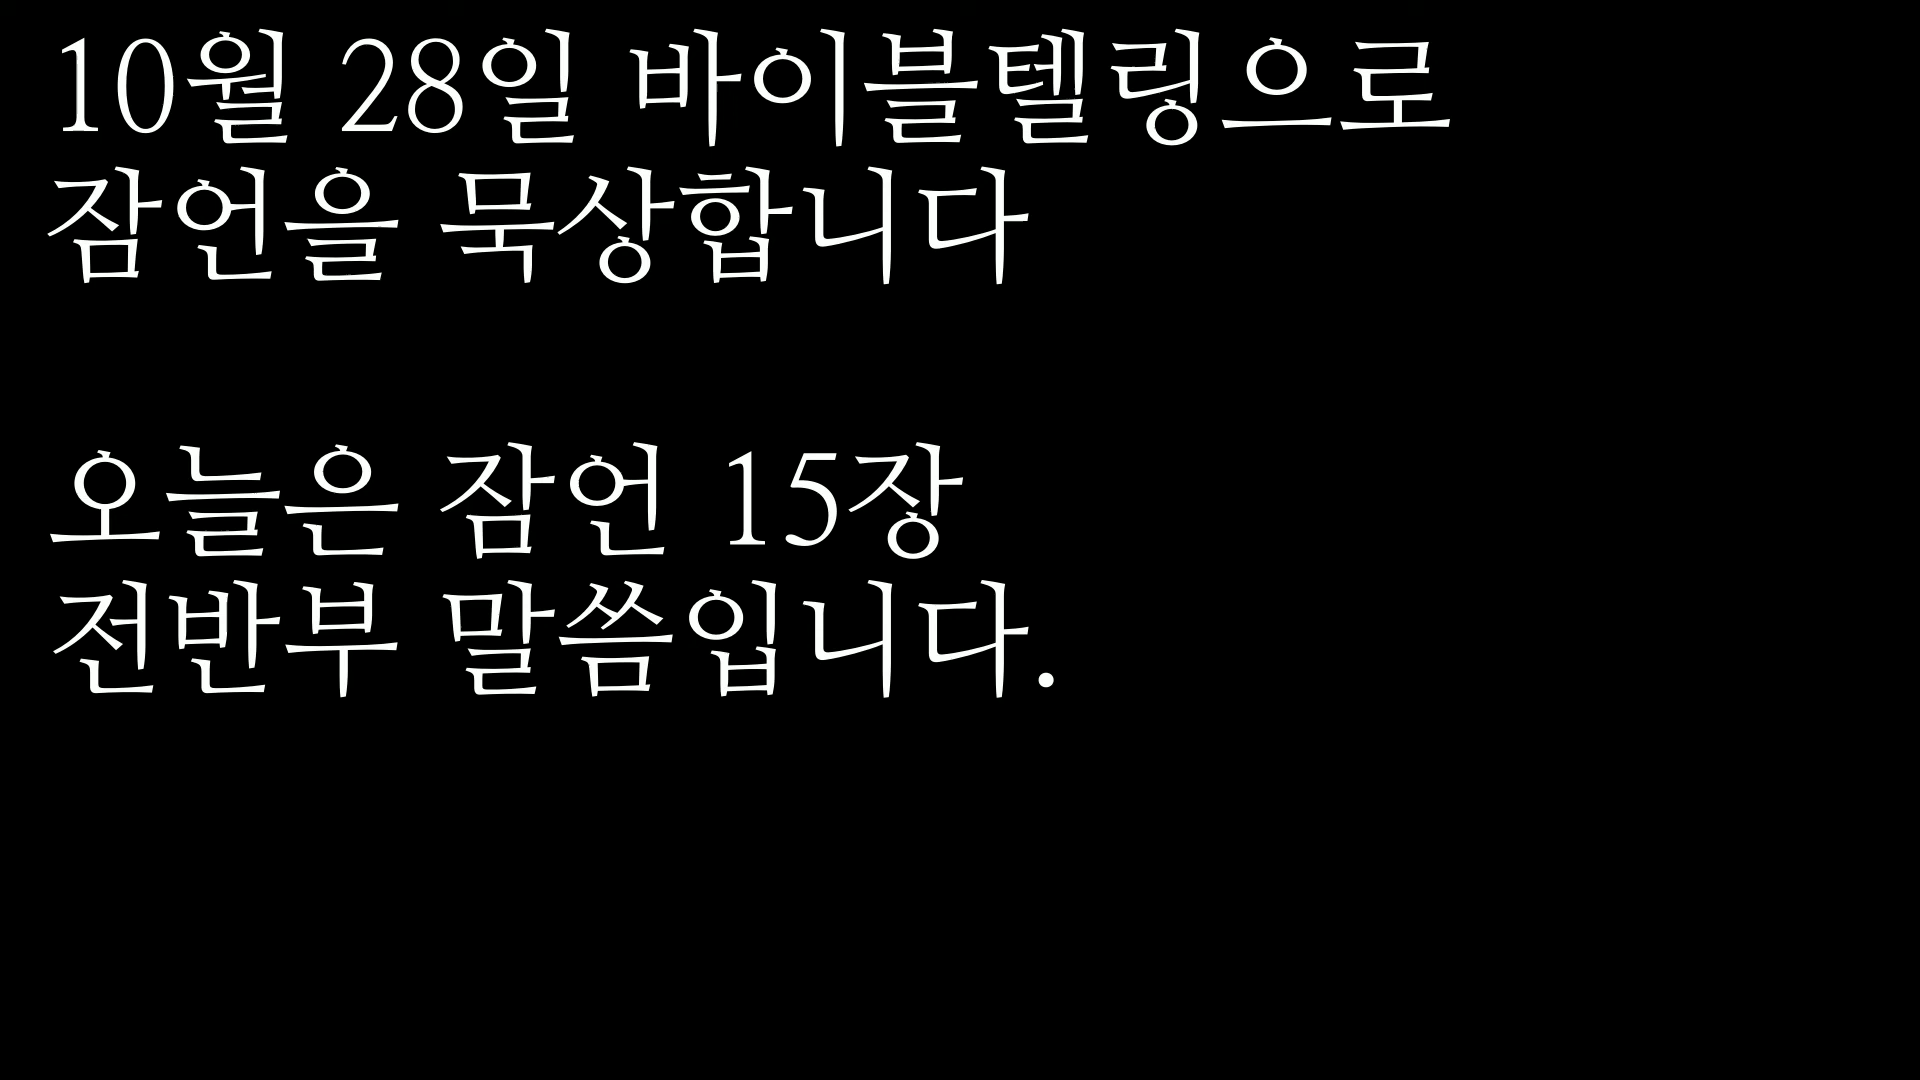 10월 28일 바이블텔링으로
잠언을 묵상합니다
오늘은 잠언 15장
전반부 말씀입니다.